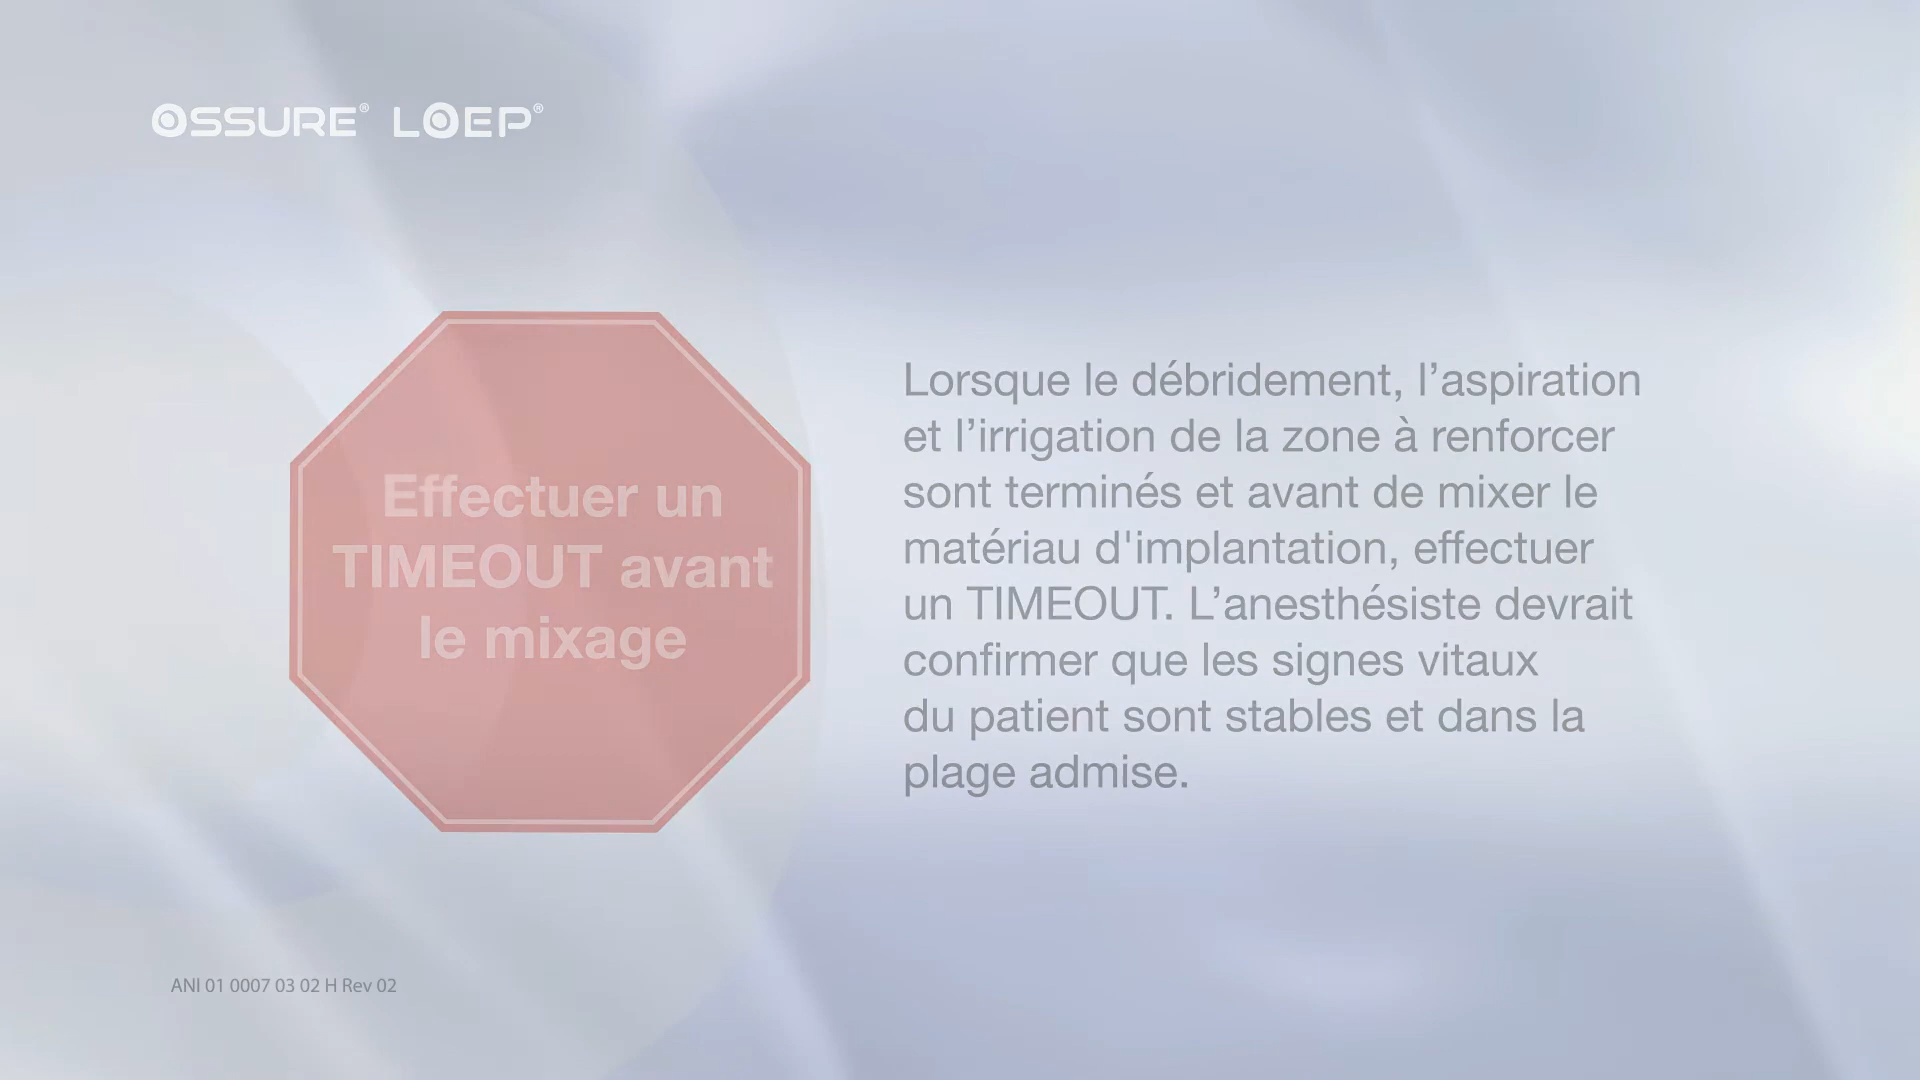 OSSURE® LOEP®
Effectuer un
TIMEOUT avant
le mixage
Lorsque le débridement, l’aspiration
et l’irrigation de la zone à renforcer
sont terminés et avant de mixer le
matériau d'implantation, effectuer
un TIMEOUT. L’anesthésiste devrait
confirmer que les signes vitaux
du patient sont stables et dans la
plage admise.
ANI 01 0007 03 02 H Rev 02